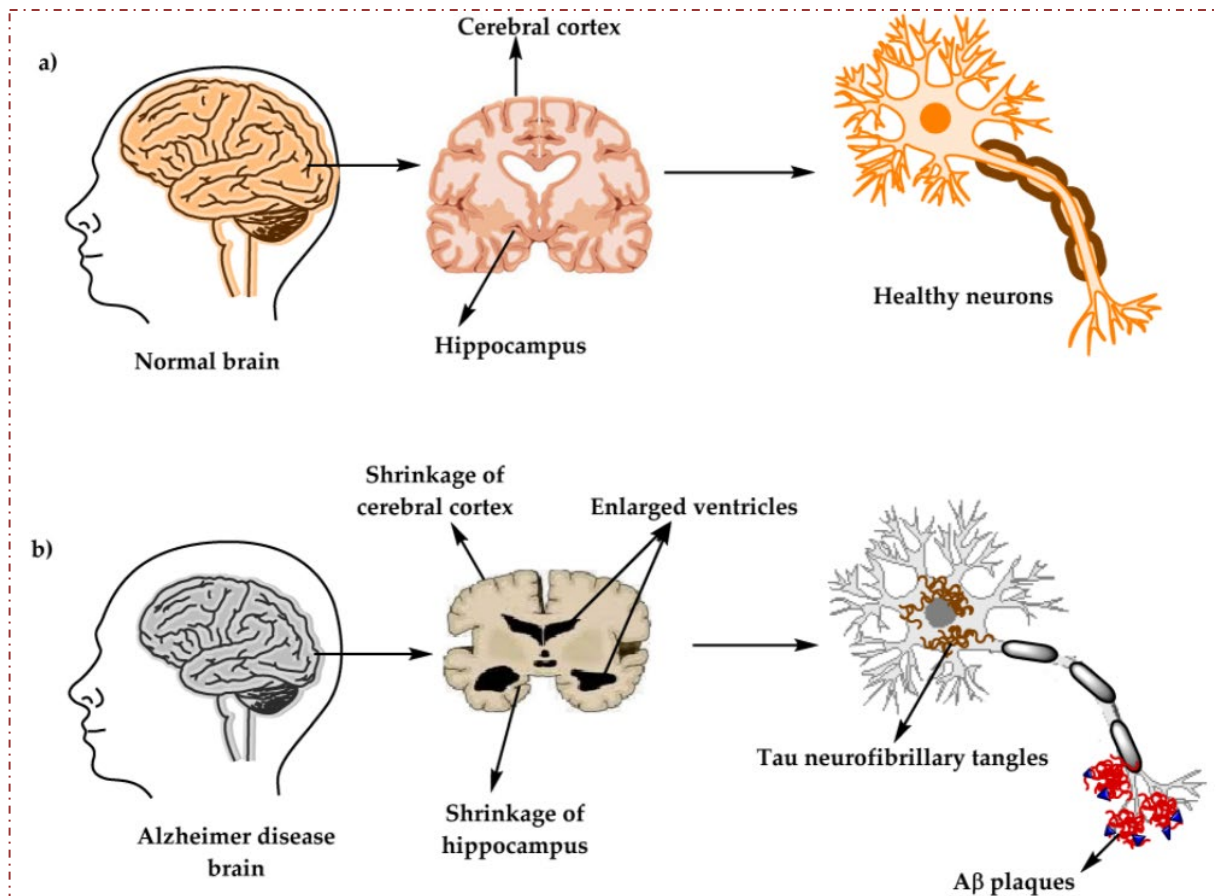 a)
Cerebral cortex
Healthy neurons
Hippocampus
Normal brain
b)
Shrinkage of
cerebral cortex
Enlarged ventricles
Tau neurofibrillary tangles
Shrinkage of
hippocampus
Alzheimer disease
brain
Aβ plaques